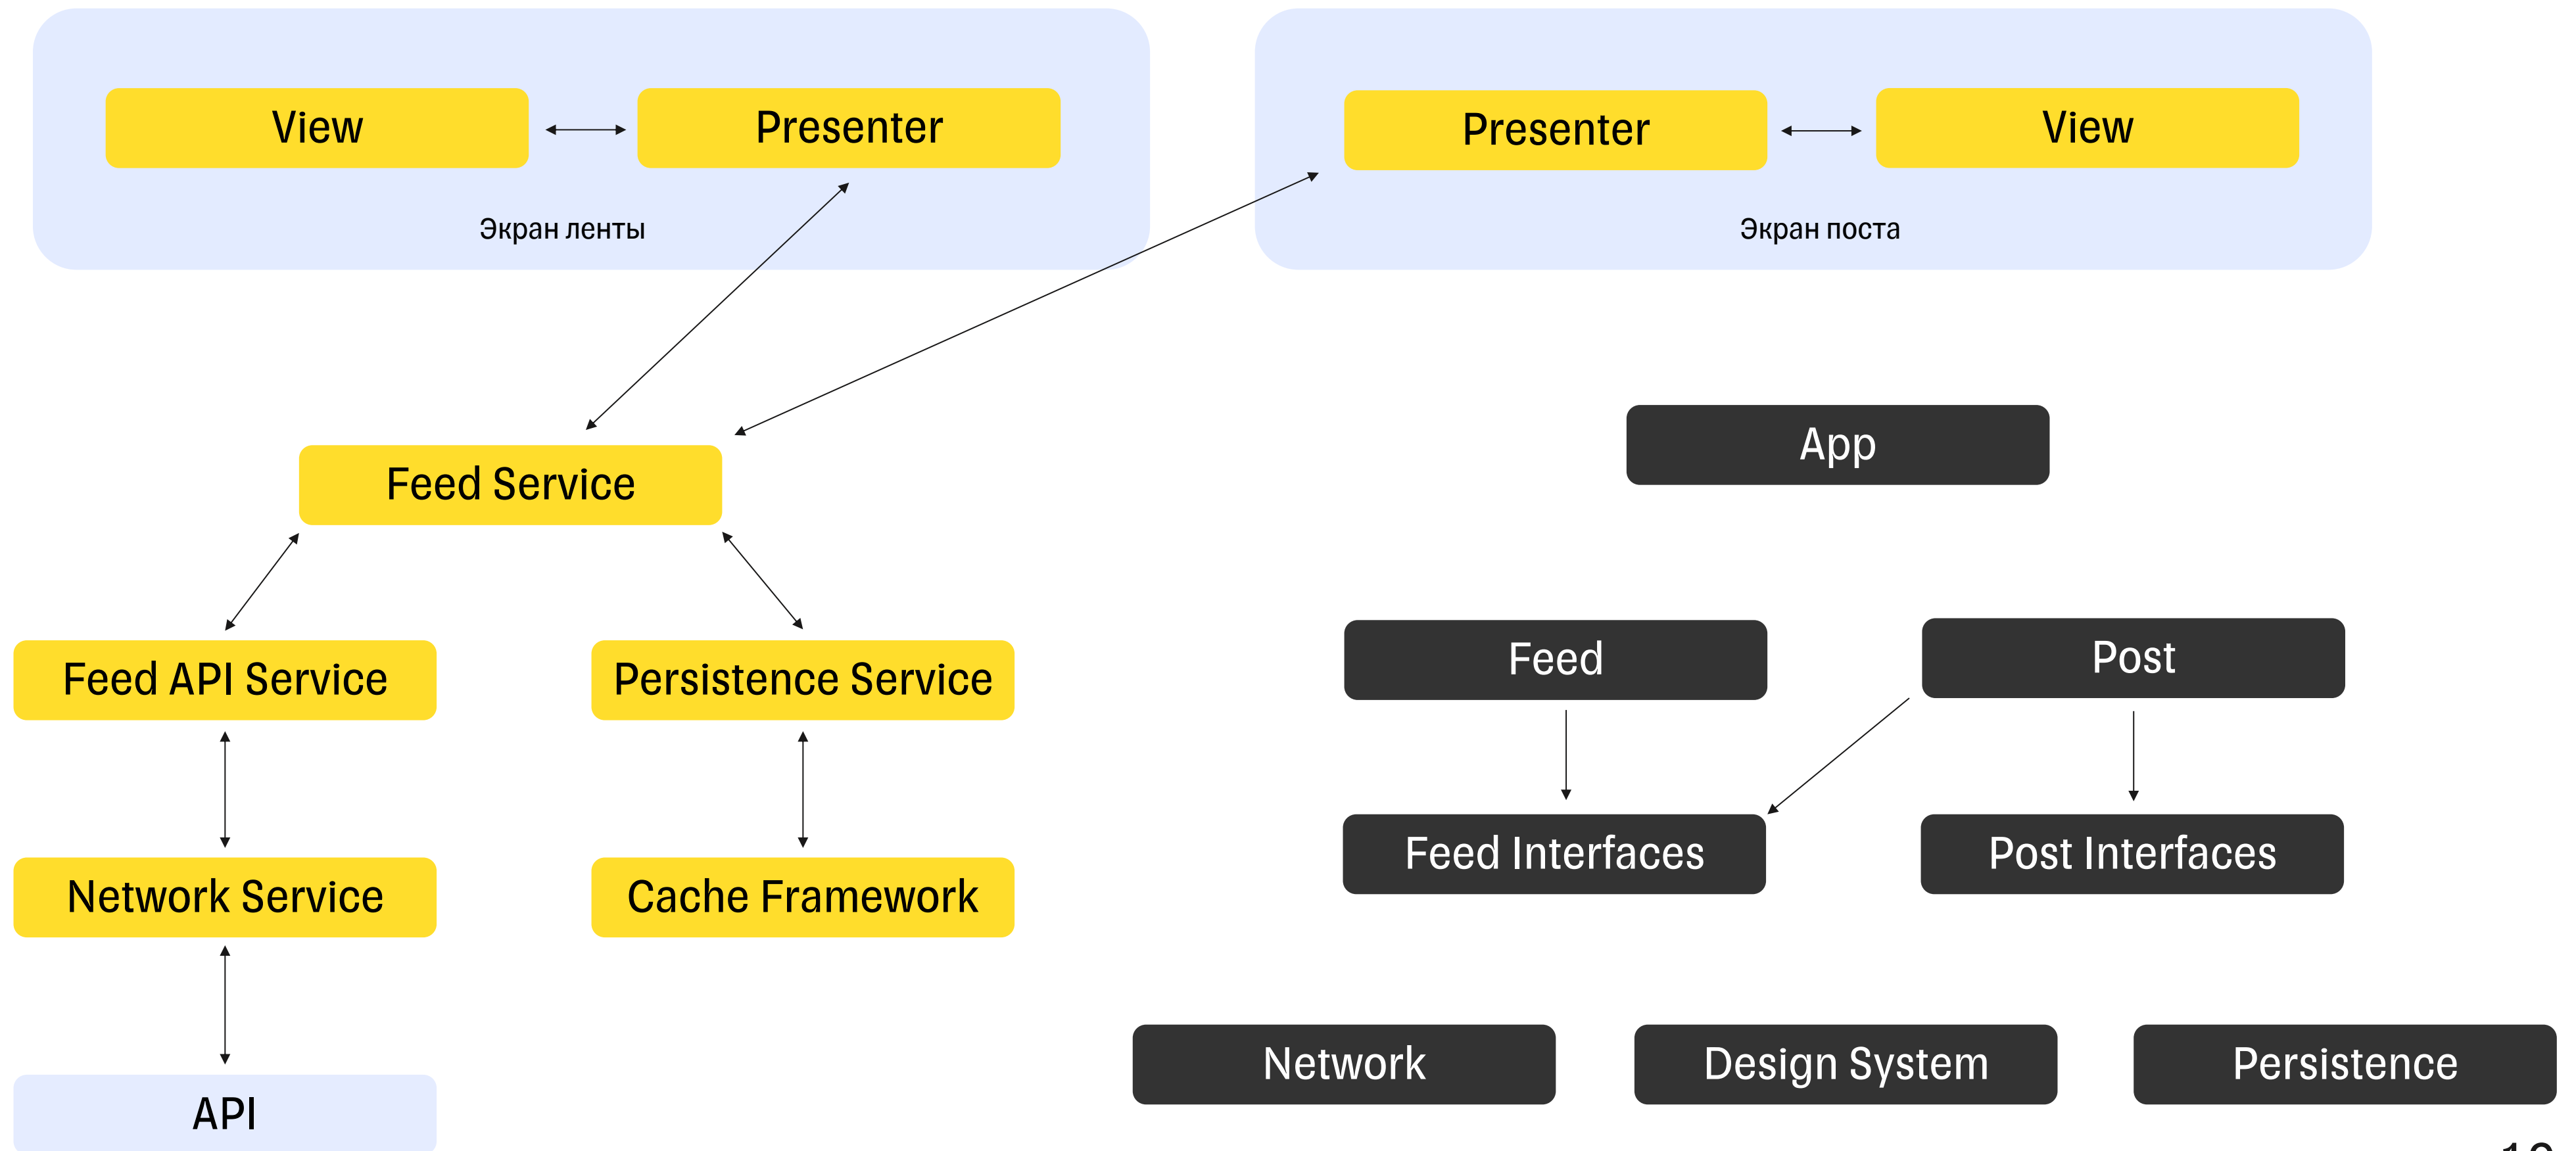 View
Presenter
Экран ленты
Presenter
View
Экран поста
Feed Service
Feed API Service
Persistence Service
Network Service
Cache Framework
API
App
Feed
Post
Feed Interfaces
Post Interfaces
Network
Design System
Persistence